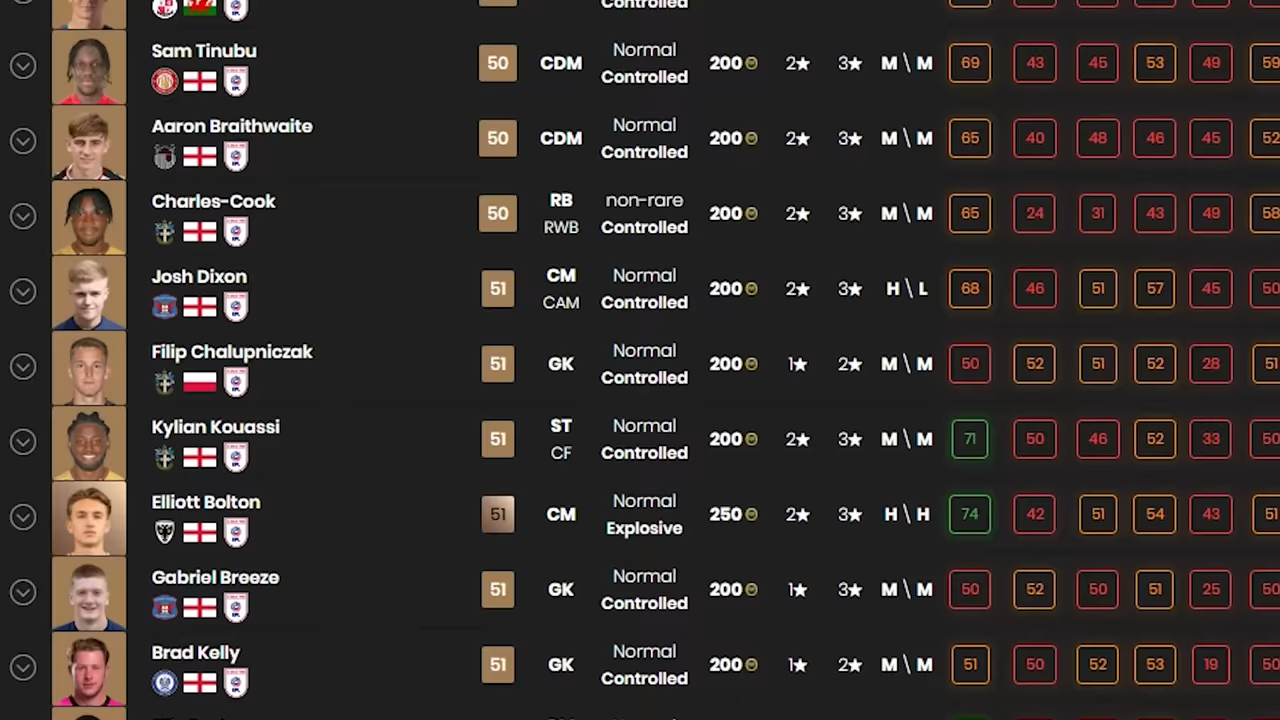 Controlled
Sam Tinubu 50 CDM Normal Controlled 200 2★ 3★ M \ M 69 43 45 53 49 59
Aaron Braithwaite 50 CDM Normal Controlled 200 2★ 3★ M \ M 65 40 48 46 45 52
Charles-Cook 50 RB RWB non-rare Controlled 200 2★ 3★ M \ M 65 24 31 43 49 58
Josh Dixon 51 CM CAM Normal Controlled 200 2★ 3★ H \ L 68 46 51 57 45 50
Filip Chalupniczak 51 GK Normal Controlled 200 1★ 2★ M \ M 50 52 51 52 28 51
Kylian Kouassi 51 ST CF Normal Controlled 200 2★ 3★ M \ M 71 50 46 52 33 50
Elliott Bolton 51 CM Normal Explosive 250 2★ 3★ H \ H 74 42 51 54 43 51
Gabriel Breeze 51 GK Normal Controlled 200 1★ 3★ M \ M 50 52 50 51 25 50
Brad Kelly 51 GK Normal Controlled 200 1★ 2★ M \ M 51 50 52 53 19 50